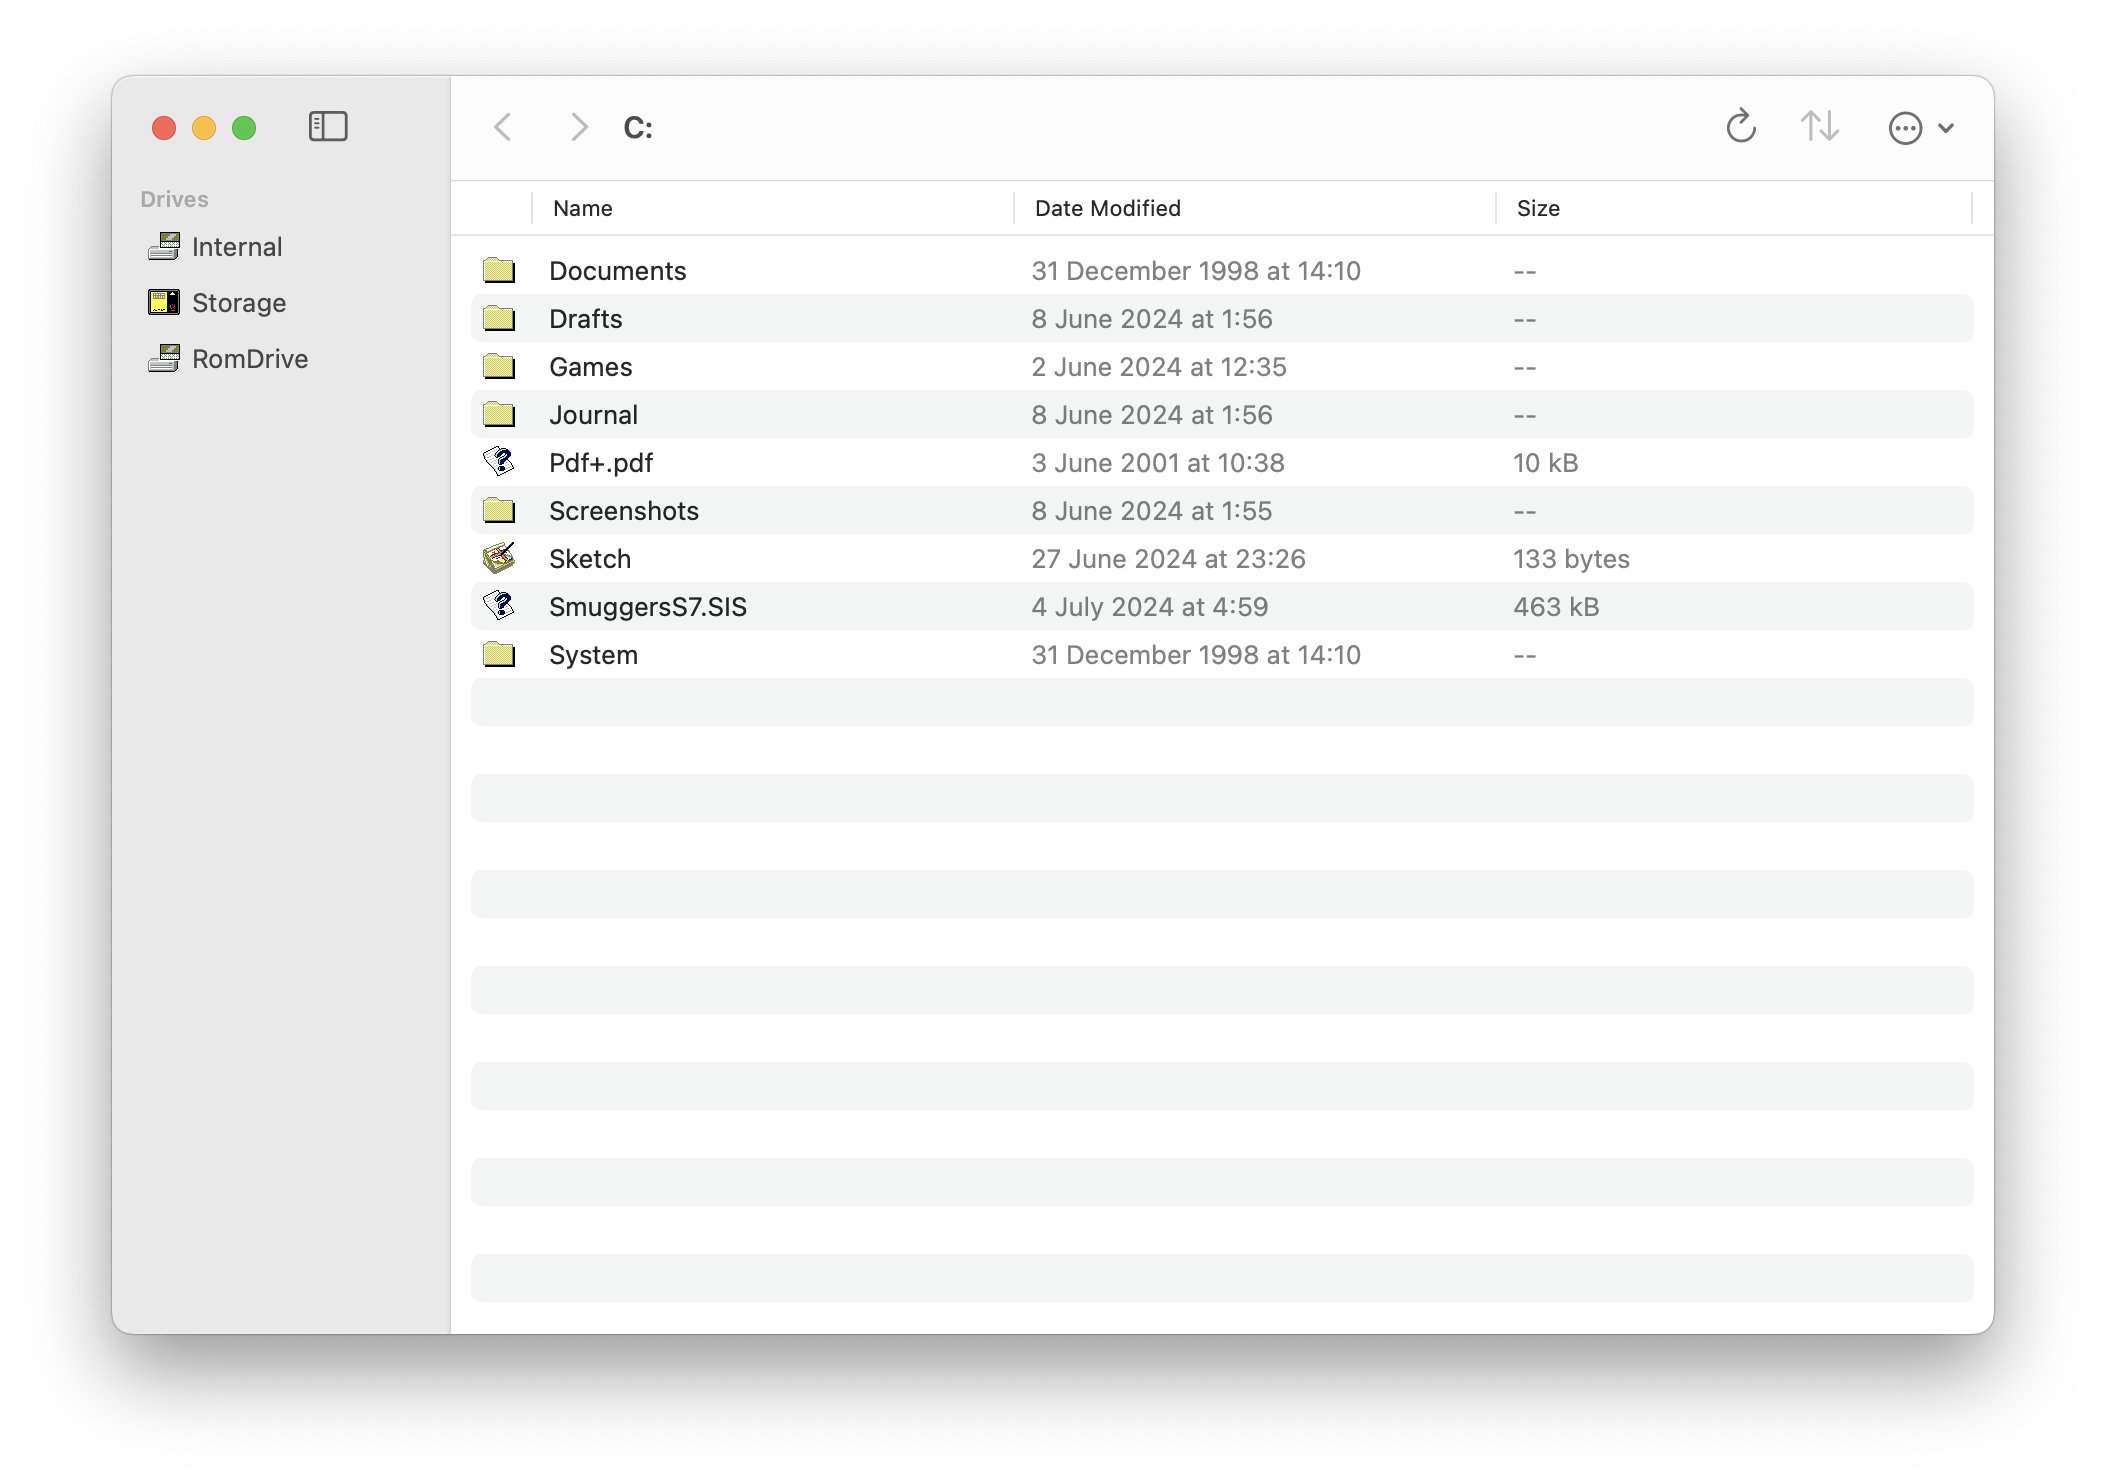 C:
Drives
Internal
Storage
RomDrive
Name Date Modified Size
Documents 31 December 1998 at 14:10 --
Drafts 8 June 2024 at 1:56 --
Games 2 June 2024 at 12:35 --
Journal 8 June 2024 at 1:56 --
Pdf+.pdf 3 June 2001 at 10:38 10 kB
Screenshots 8 June 2024 at 1:55 --
Sketch 27 June 2024 at 23:26 133 bytes
SmuggersS7.SIS 4 July 2024 at 4:59 463 kB
System 31 December 1998 at 14:10 --